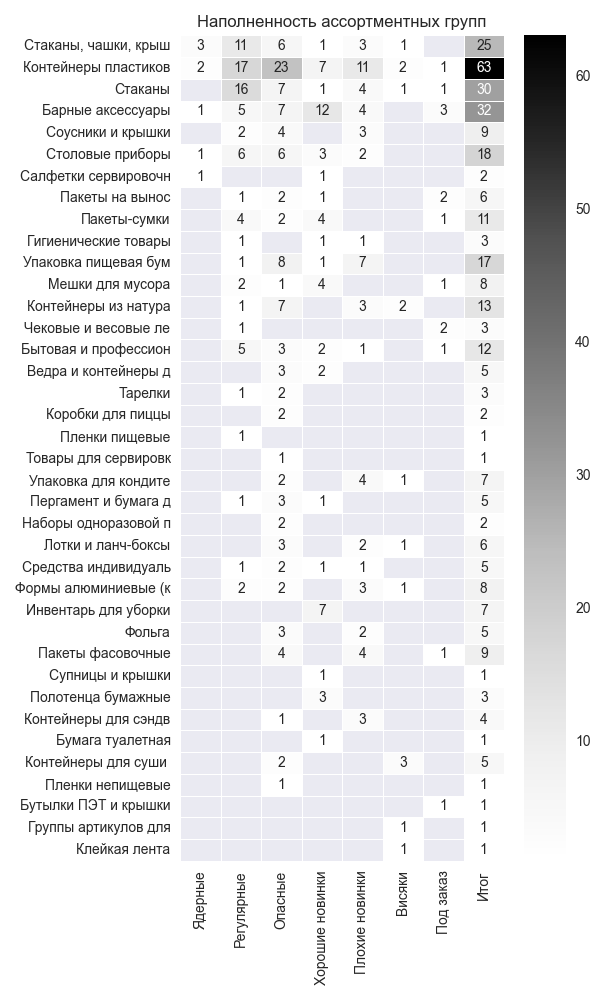 Наполненность ассортментных групп
Стаканы, чашки, крыш 3 11 6 1 3 1 25
Контейнеры пластиков 2 17 23 7 11 2 1 63
Стаканы 16 7 1 4 1 1 30
Барные аксессуары 1 5 7 12 4 3 32
Соусники и крышки 2 4 3 9
Столовые приборы 1 6 6 3 2 18
Салфетки сервировочн 1 1 2
Пакеты на вынос 1 2 1 2 6
Пакеты-сумки 4 2 4 1 11
Гигиенические товары 1 1 1 3
Упаковка пищевая бум 1 8 1 7 17
Мешки для мусора 2 1 4 1 8
Контейнеры из натура 1 7 3 2 13
Чековые и весовые ле 1 2 3
Бытовая и профессион 5 3 2 1 1 12
Ведра и контейнеры д 3 2 5
Тарелки 1 2 3
Коробки для пиццы 2 2
Пленки пищевые 1 1
Товары для сервировк 1 1
Упаковка для кондите 2 4 1 7
Пергамент и бумага д 1 3 1 5
Наборы одноразовой п 2 2
Лотки и ланч-боксы 3 2 1 6
Средства индивидуаль 1 2 1 1 5
Формы алюминиевые (к 2 2 3 1 8
Инвентарь для уборки 7 7
Фольга 3 2 5
Пакеты фасовочные 4 4 1 9
Супницы и крышки 1 1
Полотенца бумажные 3 3
Контейнеры для сэндв 1 3 4
Бумага туалетная 1 1
Контейнеры для суши 2 3 5
Пленки непищевые 1 1
Бутылки ПЭТ и крышки 1 1
Группы артикулов для 1 1
Клейкая лента 1 1
Ядерные
Регулярные
Опасные
Хорошие новинки
Плохие новинки
Висяки
Под заказ
Итог
60
50
40
30
20
10